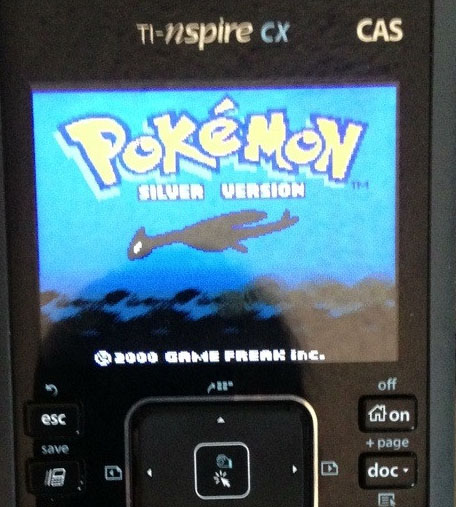 TI-nspire CX CAS
POKéMON
TM
SILVER VERSION
©2000 GAME FREAK inc.
off
esc
on
save
+ page
doc